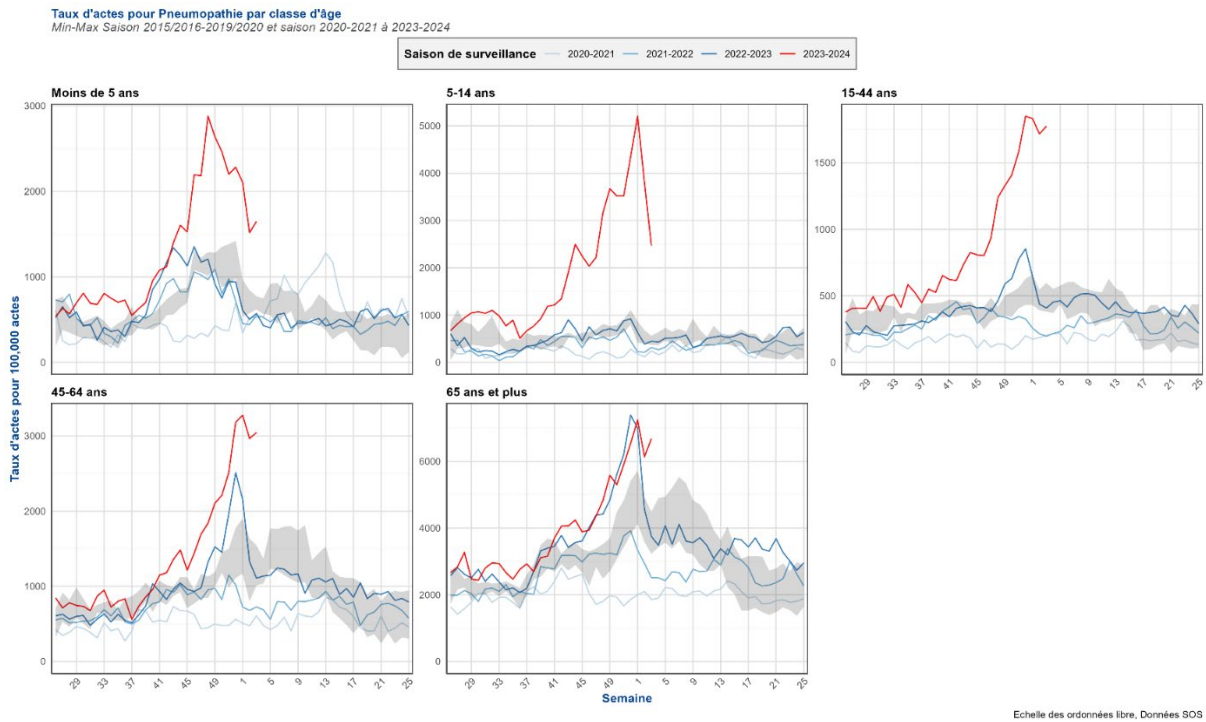 Taux d'actes pour Pneumopathie par classe d'âge
Min-Max Saison 2015/2016-2019/2020 et saison 2020-2021 à 2023-2024
Saison de surveillance 2020-2021 2021-2022 2022-2023 2023-2024
Moins de 5 ans 5-14 ans 15-44 ans
3000
2000
1000
0
5000
4000
3000
2000
1000
0
1500
1000
500
0
29 33 37 41 45 49 1 5 9 13 17 21 25
45-64 ans 65 ans et plus
3000
2000
1000
0
6000
4000
2000
0
29 33 37 41 45 49 1 5 9 13 17 21 25
29 33 37 41 45 49 1 5 9 13 17 21 25
Taux d'actes pour 100,000 actes
Semaine
Echelle des ordonnées libre, Données SOS